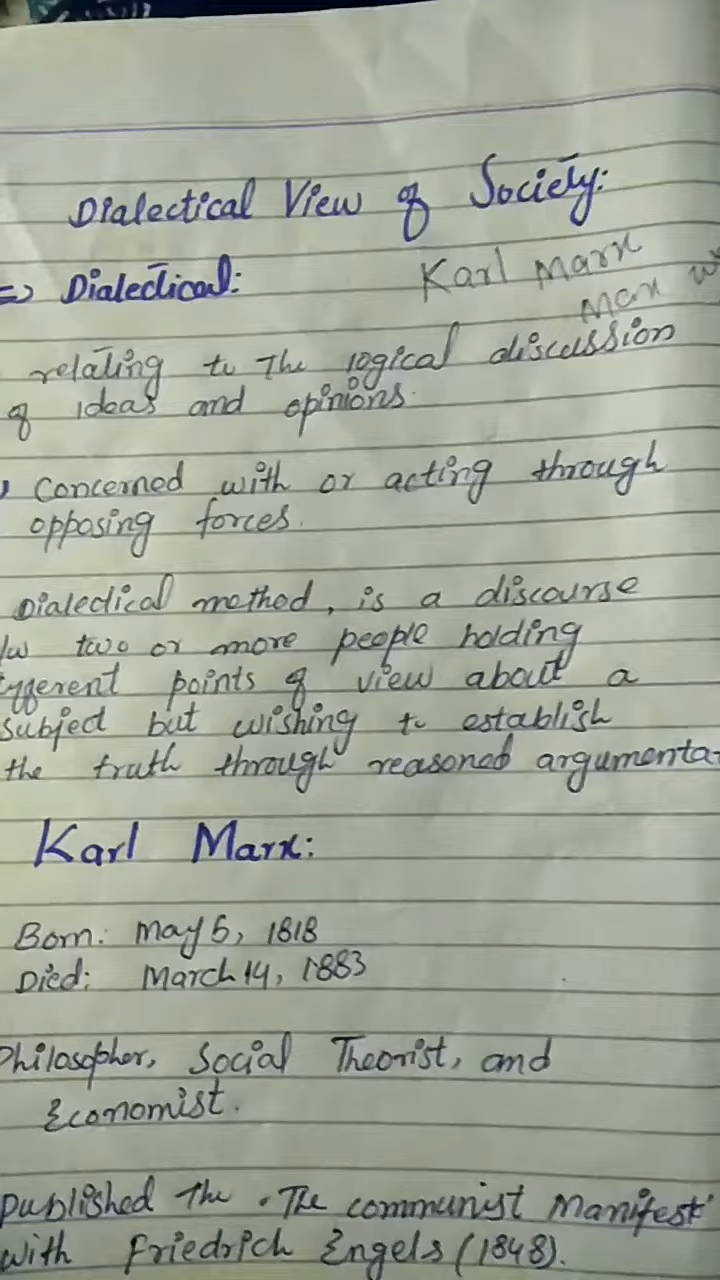 Dialectical View of Society:
=> Dialectical:
Karl Marx
Max
relating to The logical discussion
of ideas and opinions.
Concerned with or acting through
opposing forces.
Dialectical method, is a discourse
b/w two or more people holding
different points of view about a
subject but wishing to establish
the truth through reasoned argumenta
Karl Marx:
Born: May 5, 1818
Died: March 14, 1883
Philosopher, Social Theorist, and
Economist.
Published The . The communist Manifest
with Friedrich Engels (1848).